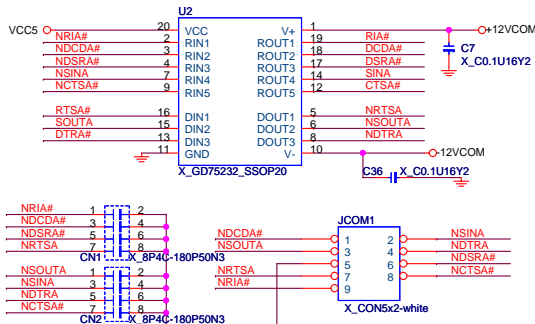 U2
VCC5 20 VCC V+ 1 +12VCOM
NRIA# 2 RIN1 ROUT1 19 RIA#
NDCDA# 3 RIN2 ROUT2 18 DCDA#
NDSRA# 4 RIN3 ROUT3 17 DSRA#
NSINA 7 RIN4 ROUT4 14 SINA
NCTSA# 9 RIN5 ROUT5 12 CTSA#
C7
X_C0.1U16Y2
RTSA# 16 DIN1 DOUT1 5 NRTSA
SOUTA 15 DIN2 DOUT2 6 NSOUTA
DTRA# 13 DIN3 DOUT3 8 NDTRA
11 GND V- 10 -12VCOM
X_GD75232_SSOP20
C36 X_C0.1U16Y2
NRIA# 1 2
NDCDA# 3 4
NDSRA# 5 6
NRTSA 7 8
CN1 X_8P4C-180P50N3
NSOUTA 1 2
NSINA 3 4
NDTRA 5 6
NCTSA# 7 8
CN2 X_8P4C-180P50N3
JCOM1
NDCDA# 1 2 NSINA
NSOUTA 3 4 NDTRA
5 6 NDSRA#
NRTSA 7 8 NCTSA#
NRIA# 9
X_CON5x2-white